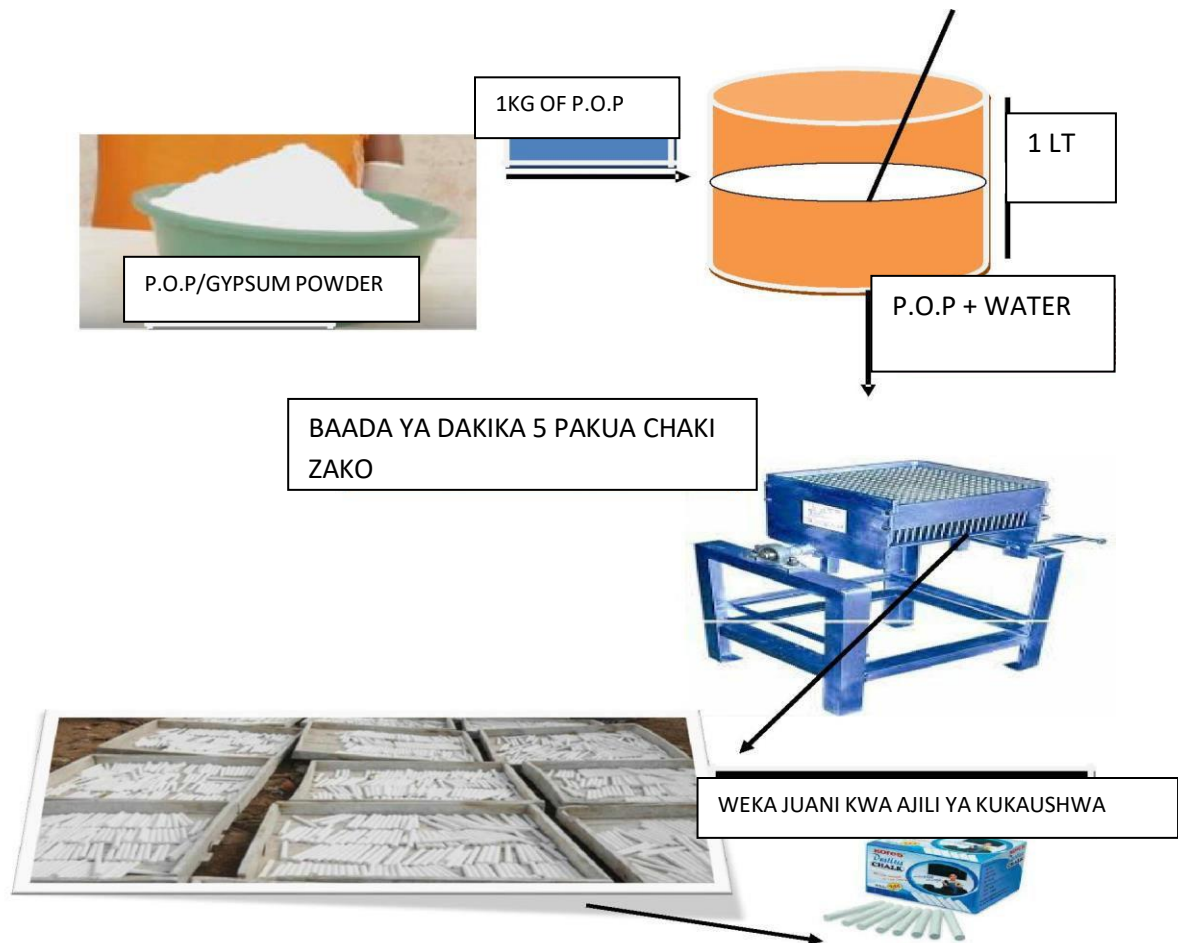 1KG OF P.O.P
1 LT
P.O.P/GYPSUM POWDER
P.O.P + WATER
BAADA YA DAKIKA 5 PAKUA CHAKI
ZAKO
WEKA JUANI KWA AJILI YA KUKAUSHWA
CHALK